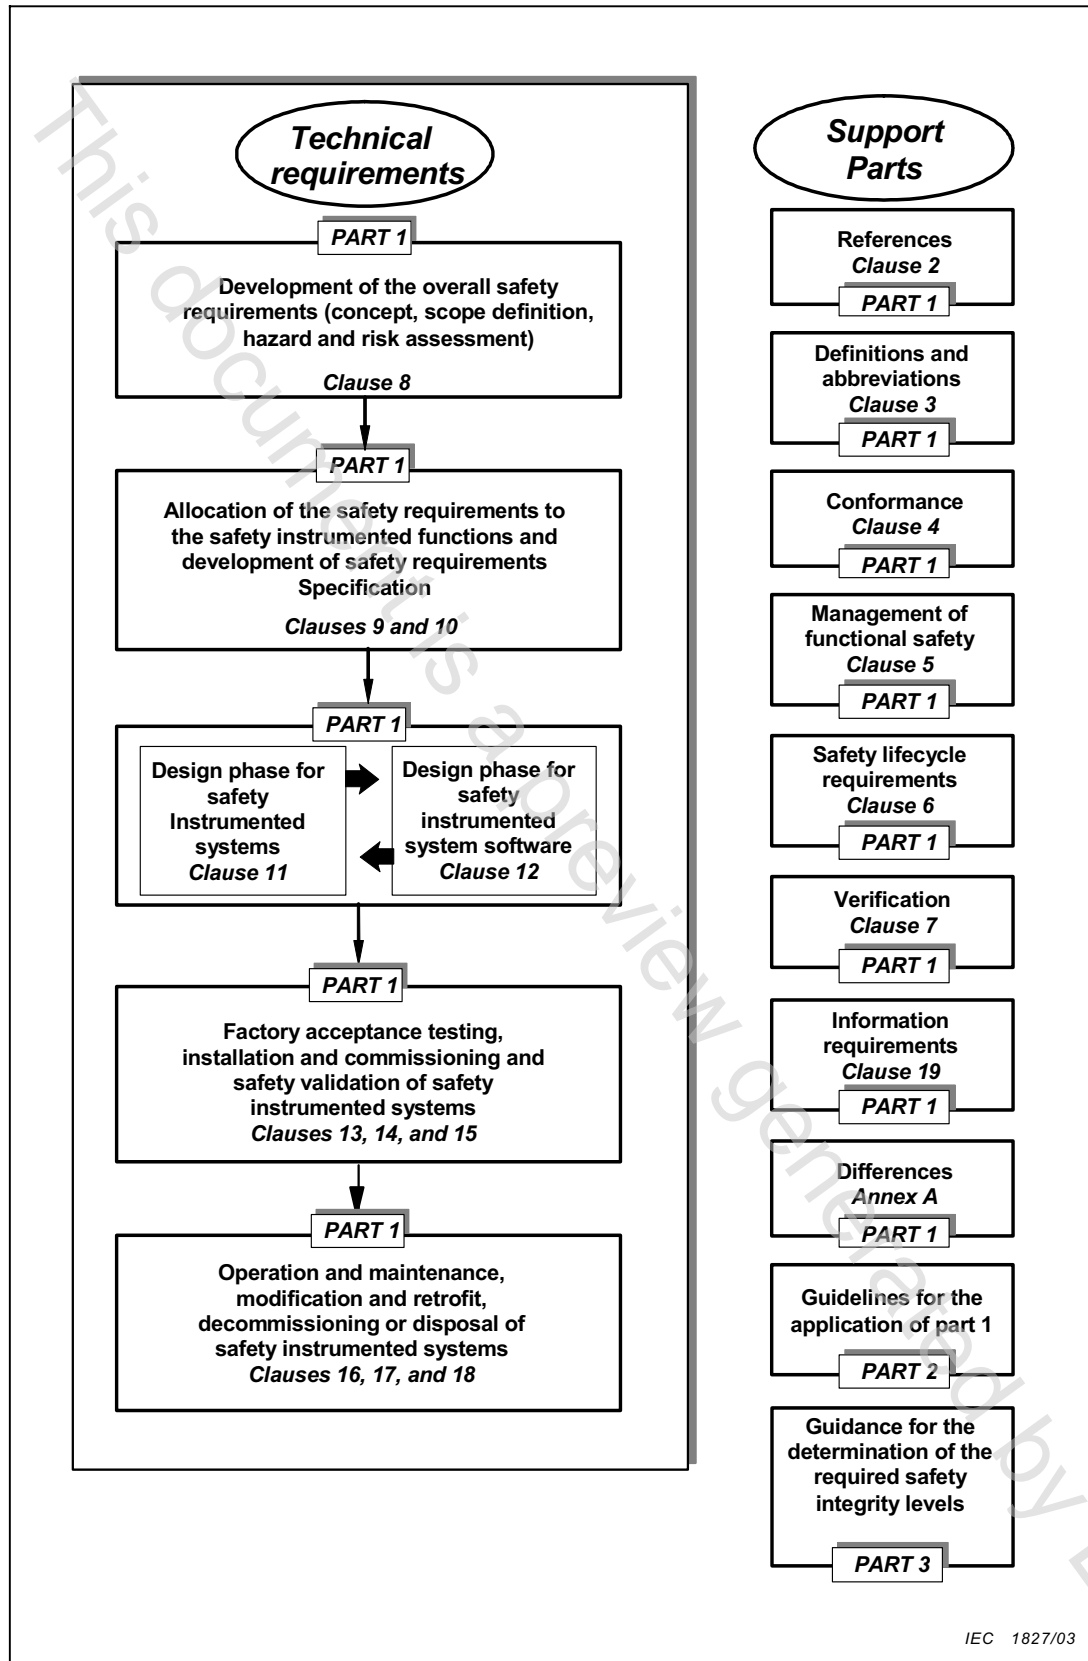 Technical
requirements
PART 1
Development of the overall safety
requirements (concept, scope definition,
hazard and risk assessment)
Clause 8
PART 1
Allocation of the safety requirements to
the safety instrumented functions and
development of safety requirements
Specification
Clauses 9 and 10
PART 1
Design phase for
safety
Instrumented
systems
Clause 11
Design phase for
safety
instrumented
system software
Clause 12
PART 1
Factory acceptance testing,
installation and commissioning and
safety validation of safety
instrumented systems
Clauses 13, 14, and 15
PART 1
Operation and maintenance,
modification and retrofit,
decommissioning or disposal of
safety instrumented systems
Clauses 16, 17, and 18
Support
Parts
References
Clause 2
PART 1
Definitions and
abbreviations
Clause 3
PART 1
Conformance
Clause 4
PART 1
Management of
functional safety
Clause 5
PART 1
Safety lifecycle
requirements
Clause 6
PART 1
Verification
Clause 7
PART 1
Information
requirements
Clause 19
PART 1
Differences
Annex A
PART 1
Guidelines for the
application of part 1
PART 2
Guidance for the
determination of the
required safety
integrity levels
PART 3
IEC 1827/03
This document is a preview generated by